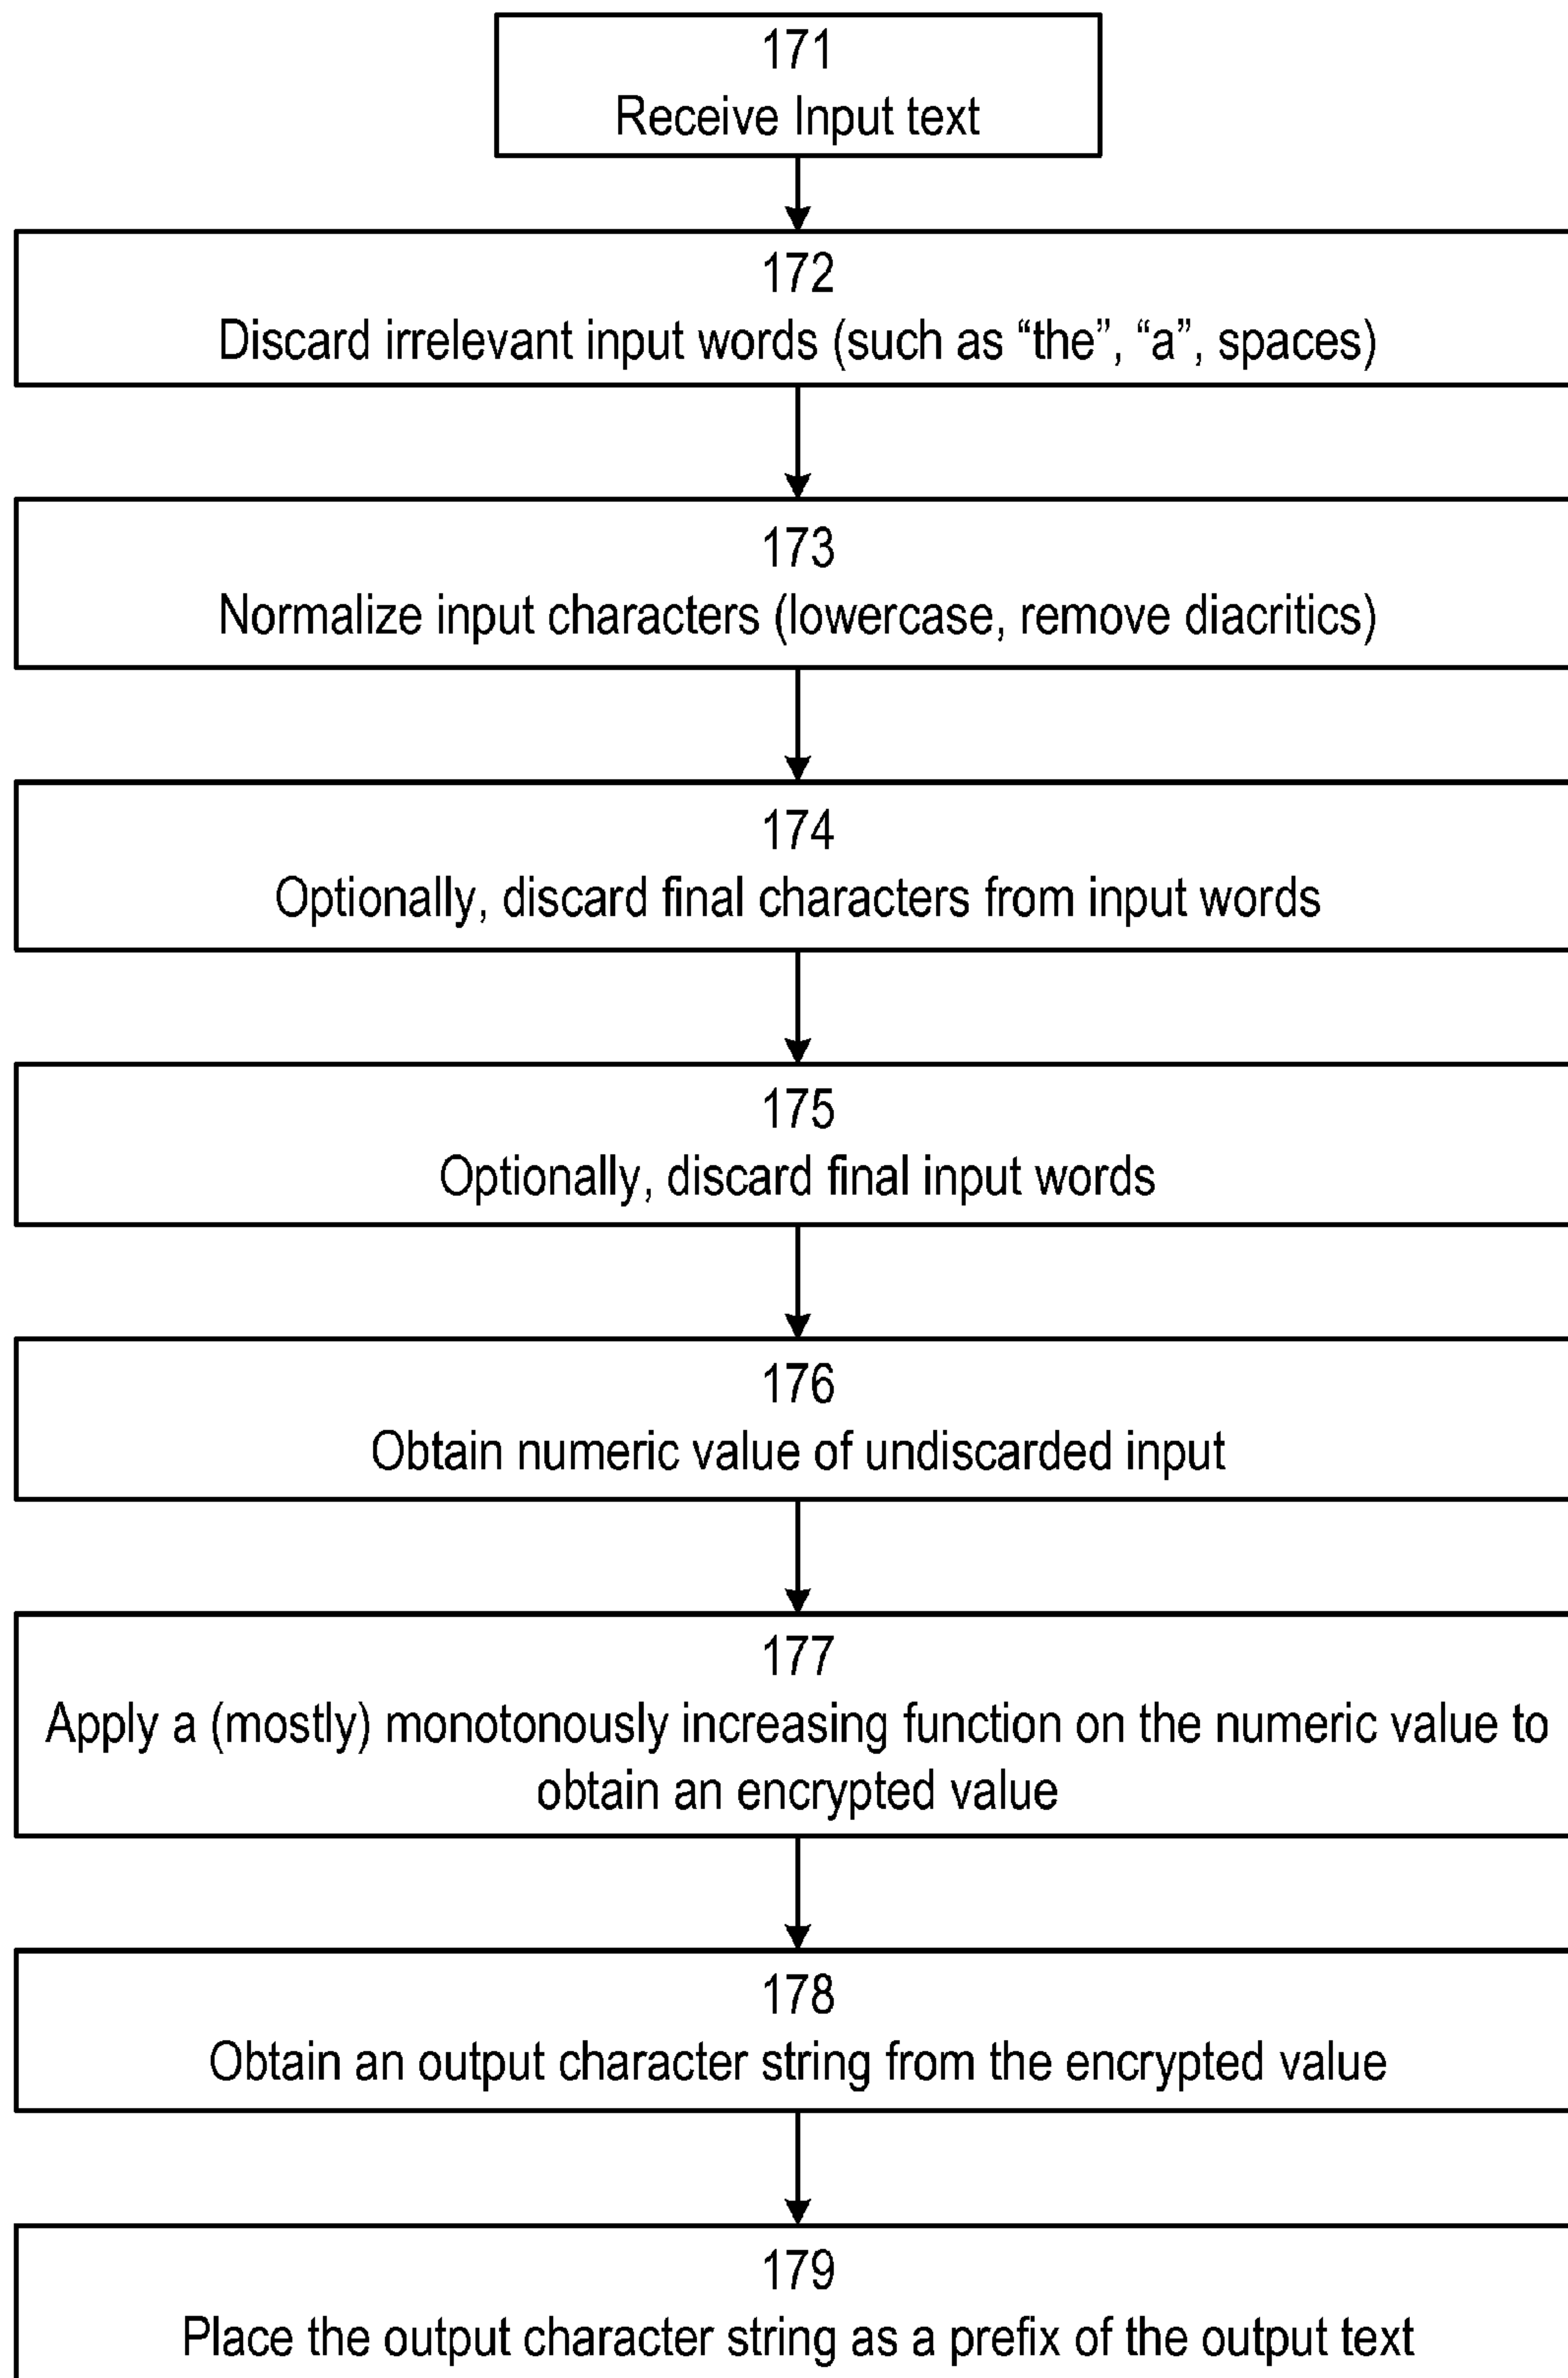 171
Receive Input text
172
Discard irrelevant input words (such as “the”, “a”, spaces)
173
Normalize input characters (lowercase, remove diacritics)
174
Optionally, discard final characters from input words
175
Optionally, discard final input words
176
Obtain numeric value of undiscarded input
177
Apply a (mostly) monotonously increasing function on the numeric value to
obtain an encrypted value
178
Obtain an output character string from the encrypted value
179
Place the output character string as a prefix of the output text